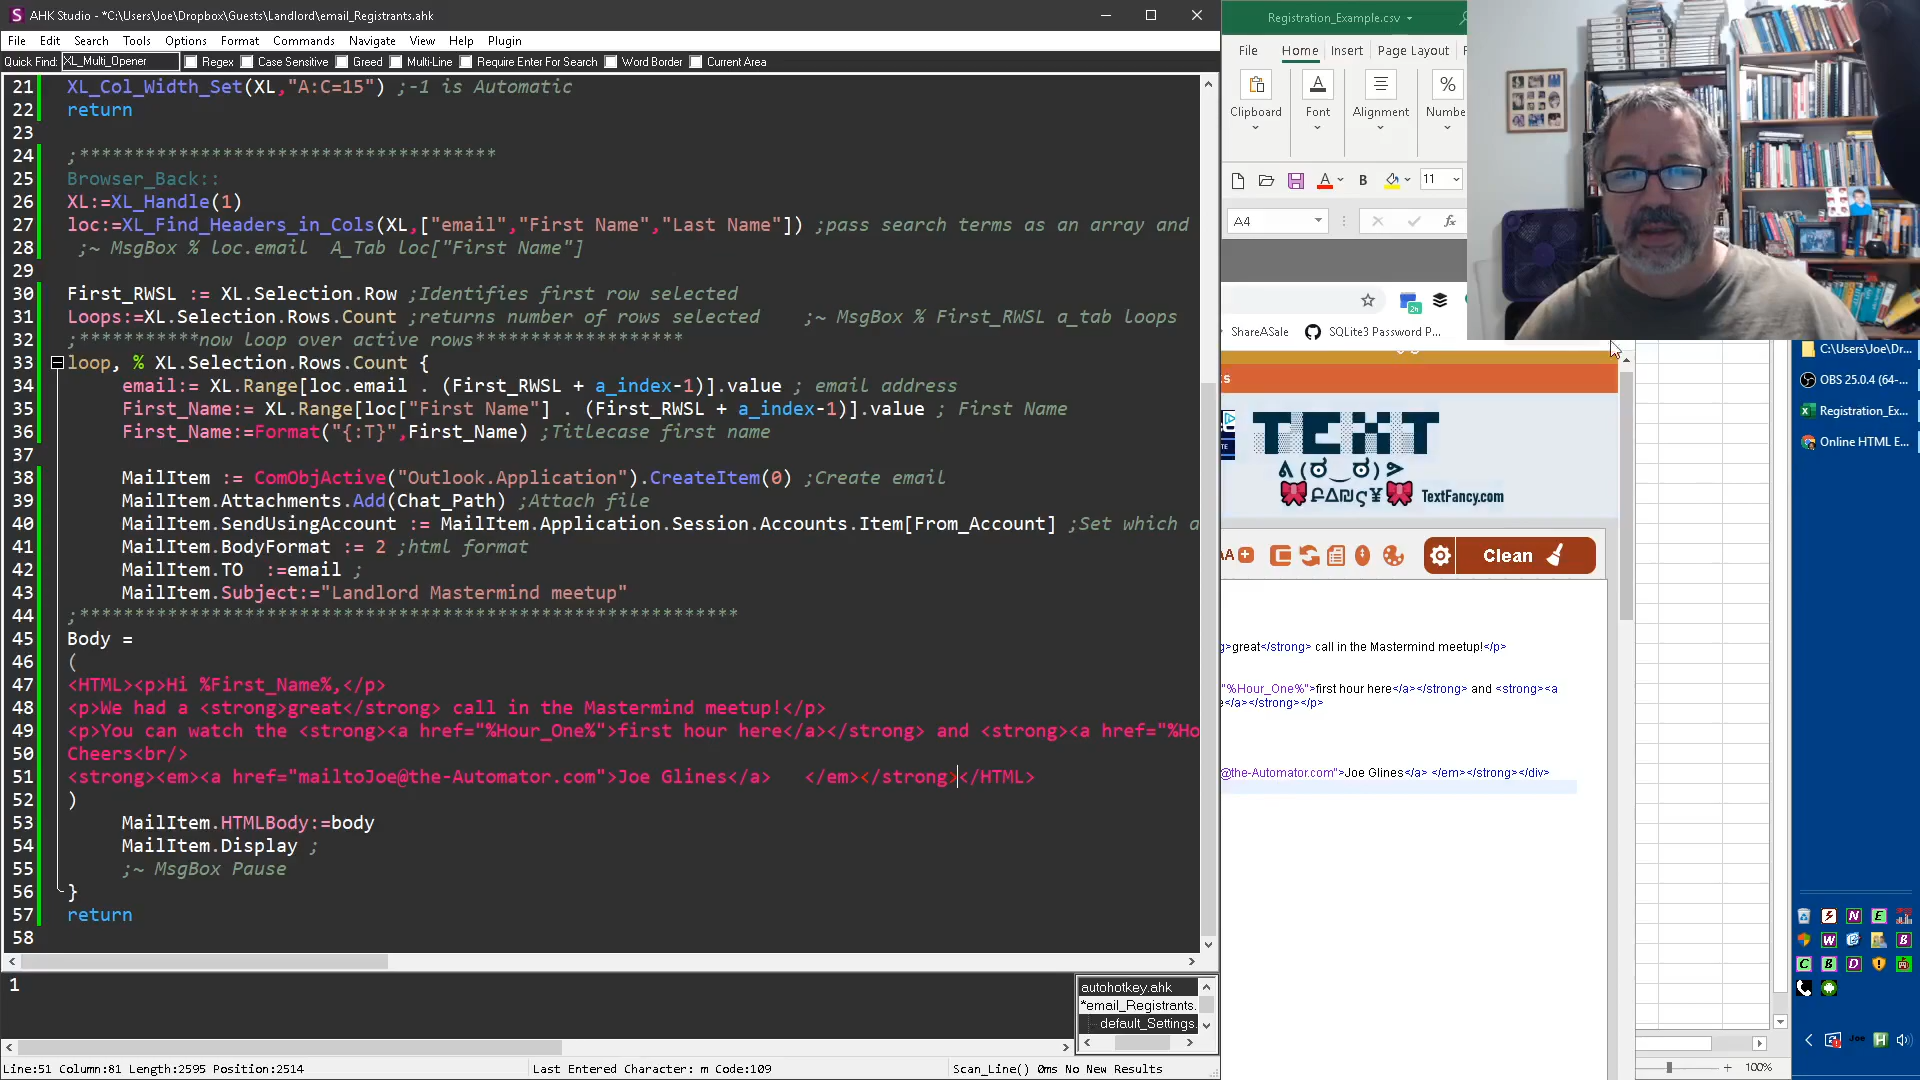 AHK Studio - *C:\Users\Joe\Dropbox\Guests\Landlord\email_Registrants.ahk
File Edit Search Tools Options Format Commands Navigate View Help Plugin
Quick Find: XL_Multi_Opener Regex Case Sensitive Greed Multi-Line Require Enter For Search Word Border Current Area
21 XL_Col_Width_Set(XL,"A:C=15") ;-1 is Automatic
22 return
23
24 ;**************************************
25 Browser_Back::
26 XL:=XL_Handle(1)
27 loc:=XL_Find_Headers_in_Cols(XL,["email","First Name","Last Name"]) ;pass search terms as an array and
28 ;~ MsgBox % loc.email  A_Tab loc["First Name"]
29
30 First_RWSL := XL.Selection.Row ;Identifies first row selected
31 Loops:=XL.Selection.Rows.Count ;returns number of rows selected    ;~ MsgBox % First_RWSL a_tab loops
32 ;***********now loop over active rows*******************
33 loop, % XL.Selection.Rows.Count {
34 email:= XL.Range[loc.email . (First_RWSL + a_index-1)].value ; email address
35 First_Name:= XL.Range[loc["First Name"] . (First_RWSL + a_index-1)].value ; First Name
36 First_Name:=Format("{:T}",First_Name) ;Titlecase first name
37
38 MailItem := ComObjActive("Outlook.Application").CreateItem(0) ;Create email
39 MailItem.Attachments.Add(Chat_Path) ;Attach file
40 MailItem.SendUsingAccount := MailItem.Application.Session.Accounts.Item[From_Account] ;Set which a
41 MailItem.BodyFormat := 2 ;html format
42 MailItem.TO  :=email ;
43 MailItem.Subject:="Landlord Mastermind meetup"
44 ;************************************************************
45 Body =
46 (
47 <HTML><p>Hi %First_Name%,</p>
48 <p>We had a <strong>great</strong> call in the Mastermind meetup!</p>
49 <p>You can watch the <strong><a href="%Hour_One%">first hour here</a></strong> and <strong><a href="%Ho
50 Cheers<br/>
51 <strong><em><a href="mailtoJoe@the-Automator.com">Joe Glines</a>   </em></strong></HTML>
52 )
53 MailItem.HTMLBody:=body
54 MailItem.Display ;
55 ;~ MsgBox Pause
56 }
57 return
58
1
autohotkey.ahk
*email_Registrants.
default_Settings.
Line:51 Column:81 Length:2595 Position:2514 Last Entered Character: m Code:109 Scan_Line() 0ms No New Results
Registration_Example.csv
File Home Insert Page Layout
Clipboard Font Alignment Numbe
A B 11
A4 fx
2h
ShareASale SQLite3 Password P...
ks
TEXT
TextFancy.com
AA Clean
>great</strong> call in the Mastermind meetup!</p>
"%Hour_One%">first hour here</a></strong> and <strong><a
e</a></strong></p>
@the-Automator.com">Joe Glines</a> </em></strong></div>
C:\Users\Joe\Dr...
OBS 25.0.4 (64-...
Registration_Ex...
Online HTML E...
N E
W B
C B D
Joe H
100%